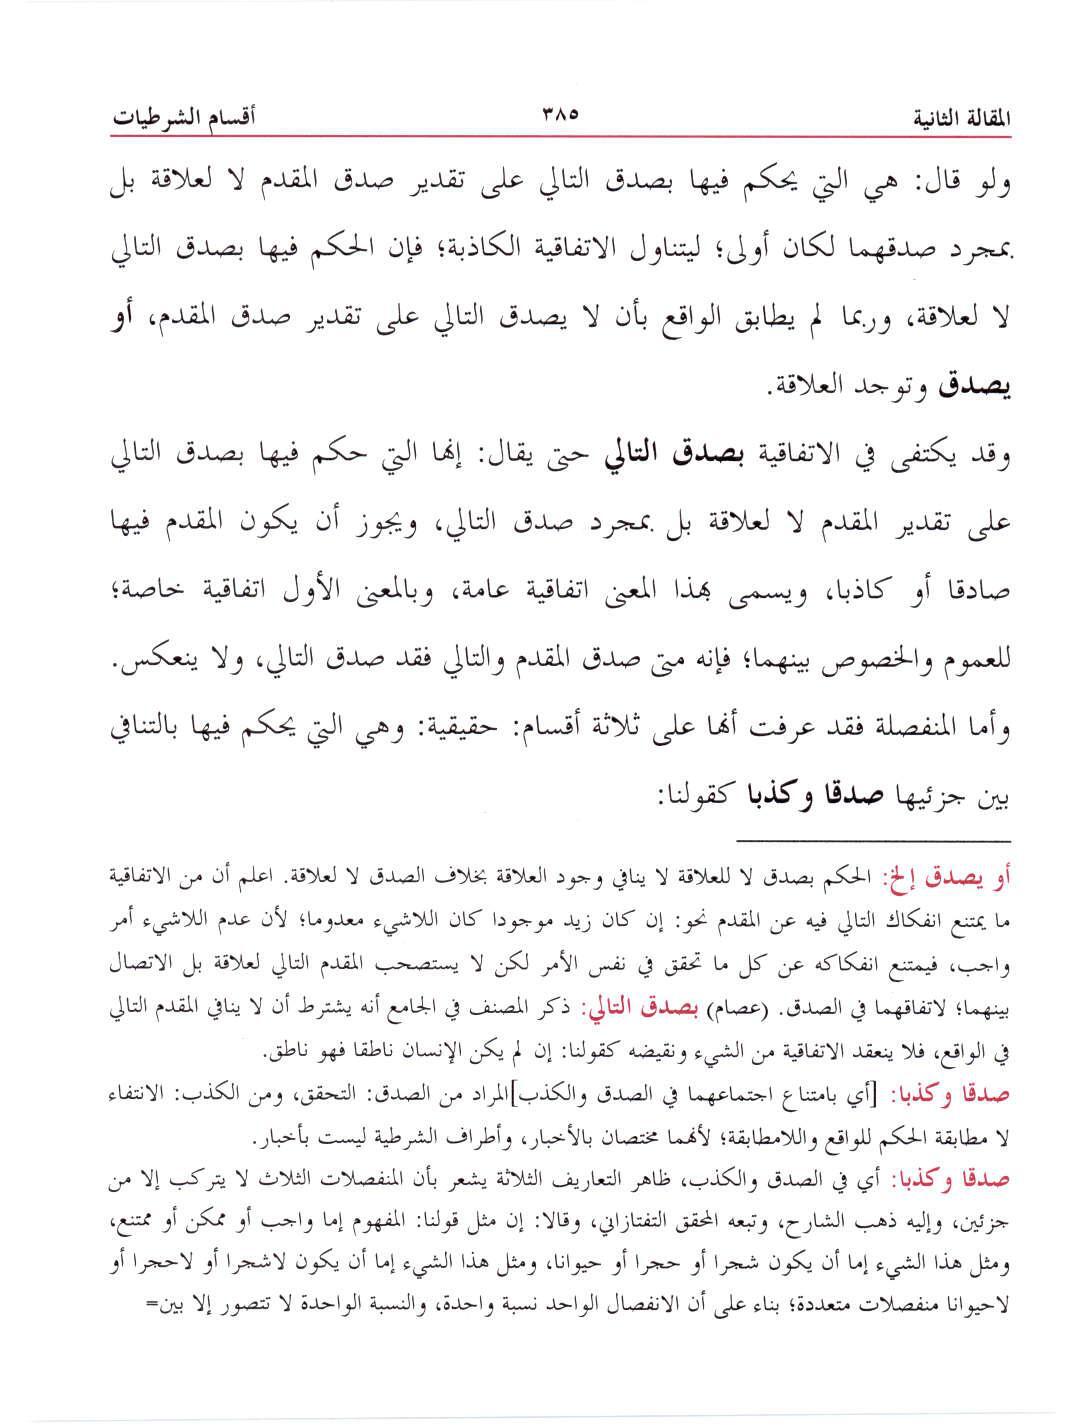 المقالة الثانية ٣٨٥ أقسام الشرطيات
ولو قال: هي التي يحكم فيها بصدق التالي على تقدير صدق المقدم لا لعلاقة بل
بمجرد صدقهما لكان أولى؛ ليتناول الاتفاقية الكاذبة؛ فإن الحكم فيها بصدق التالي
لا لعلاقة، وربما لم يطابق الواقع بأن لا يصدق التالي على تقدير صدق المقدم، أو
يصدق وتوجد العلاقة.
وقد يكتفى في الاتفاقية بصدق التالي حتى يقال: إنها التي حكم فيها بصدق التالي
على تقدير المقدم لا لعلاقة بل بمجرد صدق التالي، ويجوز أن يكون المقدم فيها
صادقا أو كاذبا، ويسمى بهذا المعنى اتفاقية عامة، وبالمعنى الأول اتفاقية خاصة؛
للعموم والخصوص بينهما؛ فإنه متى صدق المقدم والتالي فقد صدق التالي، ولا ينعكس.
وأما المنفصلة فقد عرفت أنها على ثلاثة أقسام: حقيقية: وهي التي يحكم فيها بالتنافي
بين جزئيها صدقا وكذبا كقولنا:
أو يصدق إلخ: الحكم بصدق لا للعلاقة لا ينافي وجود العلاقة بخلاف الصدق لا لعلاقة. اعلم أن من الاتفاقية
ما يمتنع انفكاك التالي فيه عن المقدم نحو: إن كان زيد موجودا كان اللاشيء معدوما؛ لأن عدم اللاشيء أمر
واجب، فيمتنع انفكاكه عن كل ما تحقق في نفس الأمر لكن لا يستصحب المقدم التالي لعلاقة بل الاتصال
بينهما؛ لاتفاقهما في الصدق. (عصام) بصدق التالي: ذكر المصنف في الجامع أنه يشترط أن لا ينافي المقدم التالي
في الواقع، فلا ينعقد الاتفاقية من الشيء ونقيضه كقولنا: إن لم يكن الإنسان ناطقا فهو ناطق.
صدقا وكذبا: [أي بامتناع اجتماعهما في الصدق والكذب]المراد من الصدق: التحقق، ومن الكذب: الانتفاء
لا مطابقة الحكم للواقع واللامطابقة؛ لأنهما مختصان بالأخبار، وأطراف الشرطية ليست بأخبار.
صدقا وكذبا: أي في الصدق والكذب، ظاهر التعاريف الثلاثة يشعر بأن المنفصلات الثلاث لا يتركب إلا من
جزئين، وإليه ذهب الشارح، وتبعه المحقق التفتازاني، وقالا: إن مثل قولنا: المفهوم إما واجب أو ممكن أو ممتنع،
ومثل هذا الشيء إما أن يكون شجرا أو حجرا أو حيوانا، ومثل هذا الشيء إما أن يكون لاشجرا أو لاحجرا أو
لاحيوانا منفصلات متعددة؛ بناء على أن الانفصال الواحد نسبة واحدة، والنسبة الواحدة لا تتصور إلا بين=